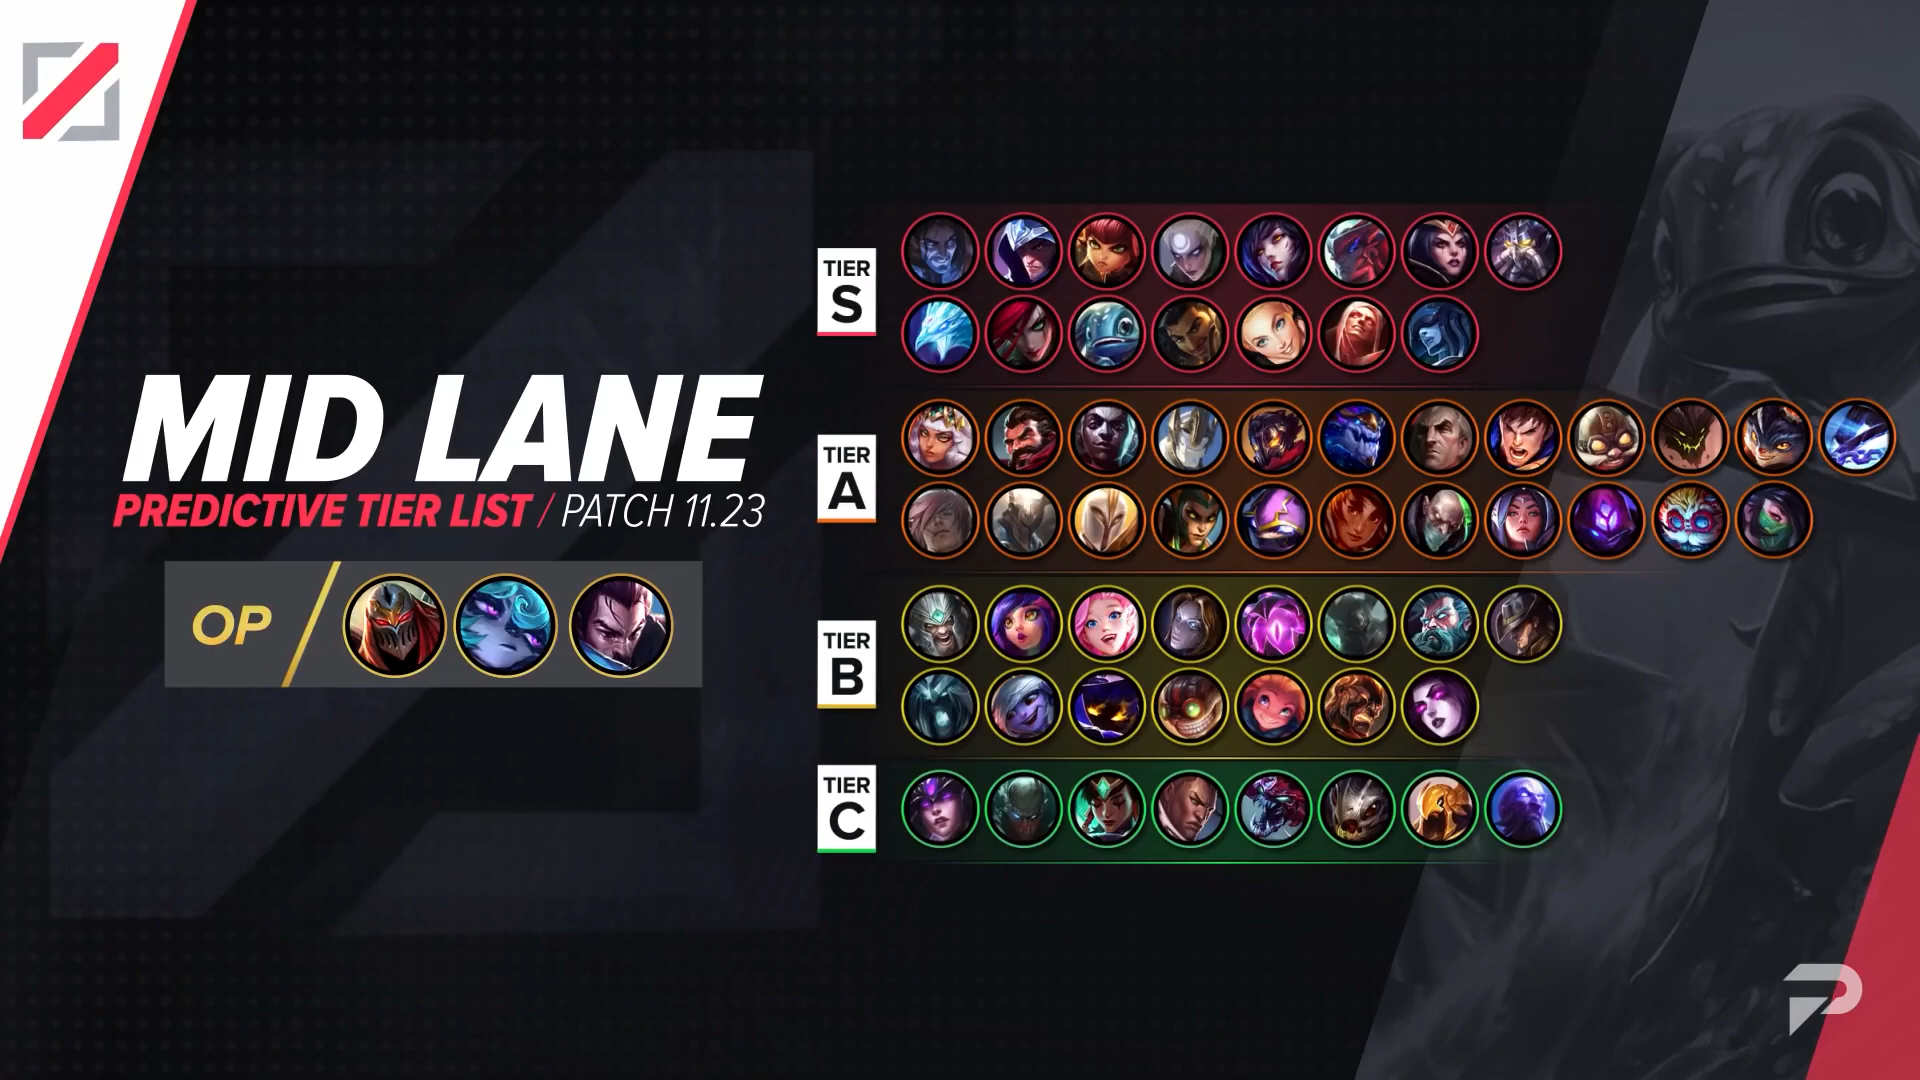 MID LANE
PREDICTIVE TIER LIST / PATCH 11.23
OP
TIER
S
TIER
A
TIER
B
TIER
C